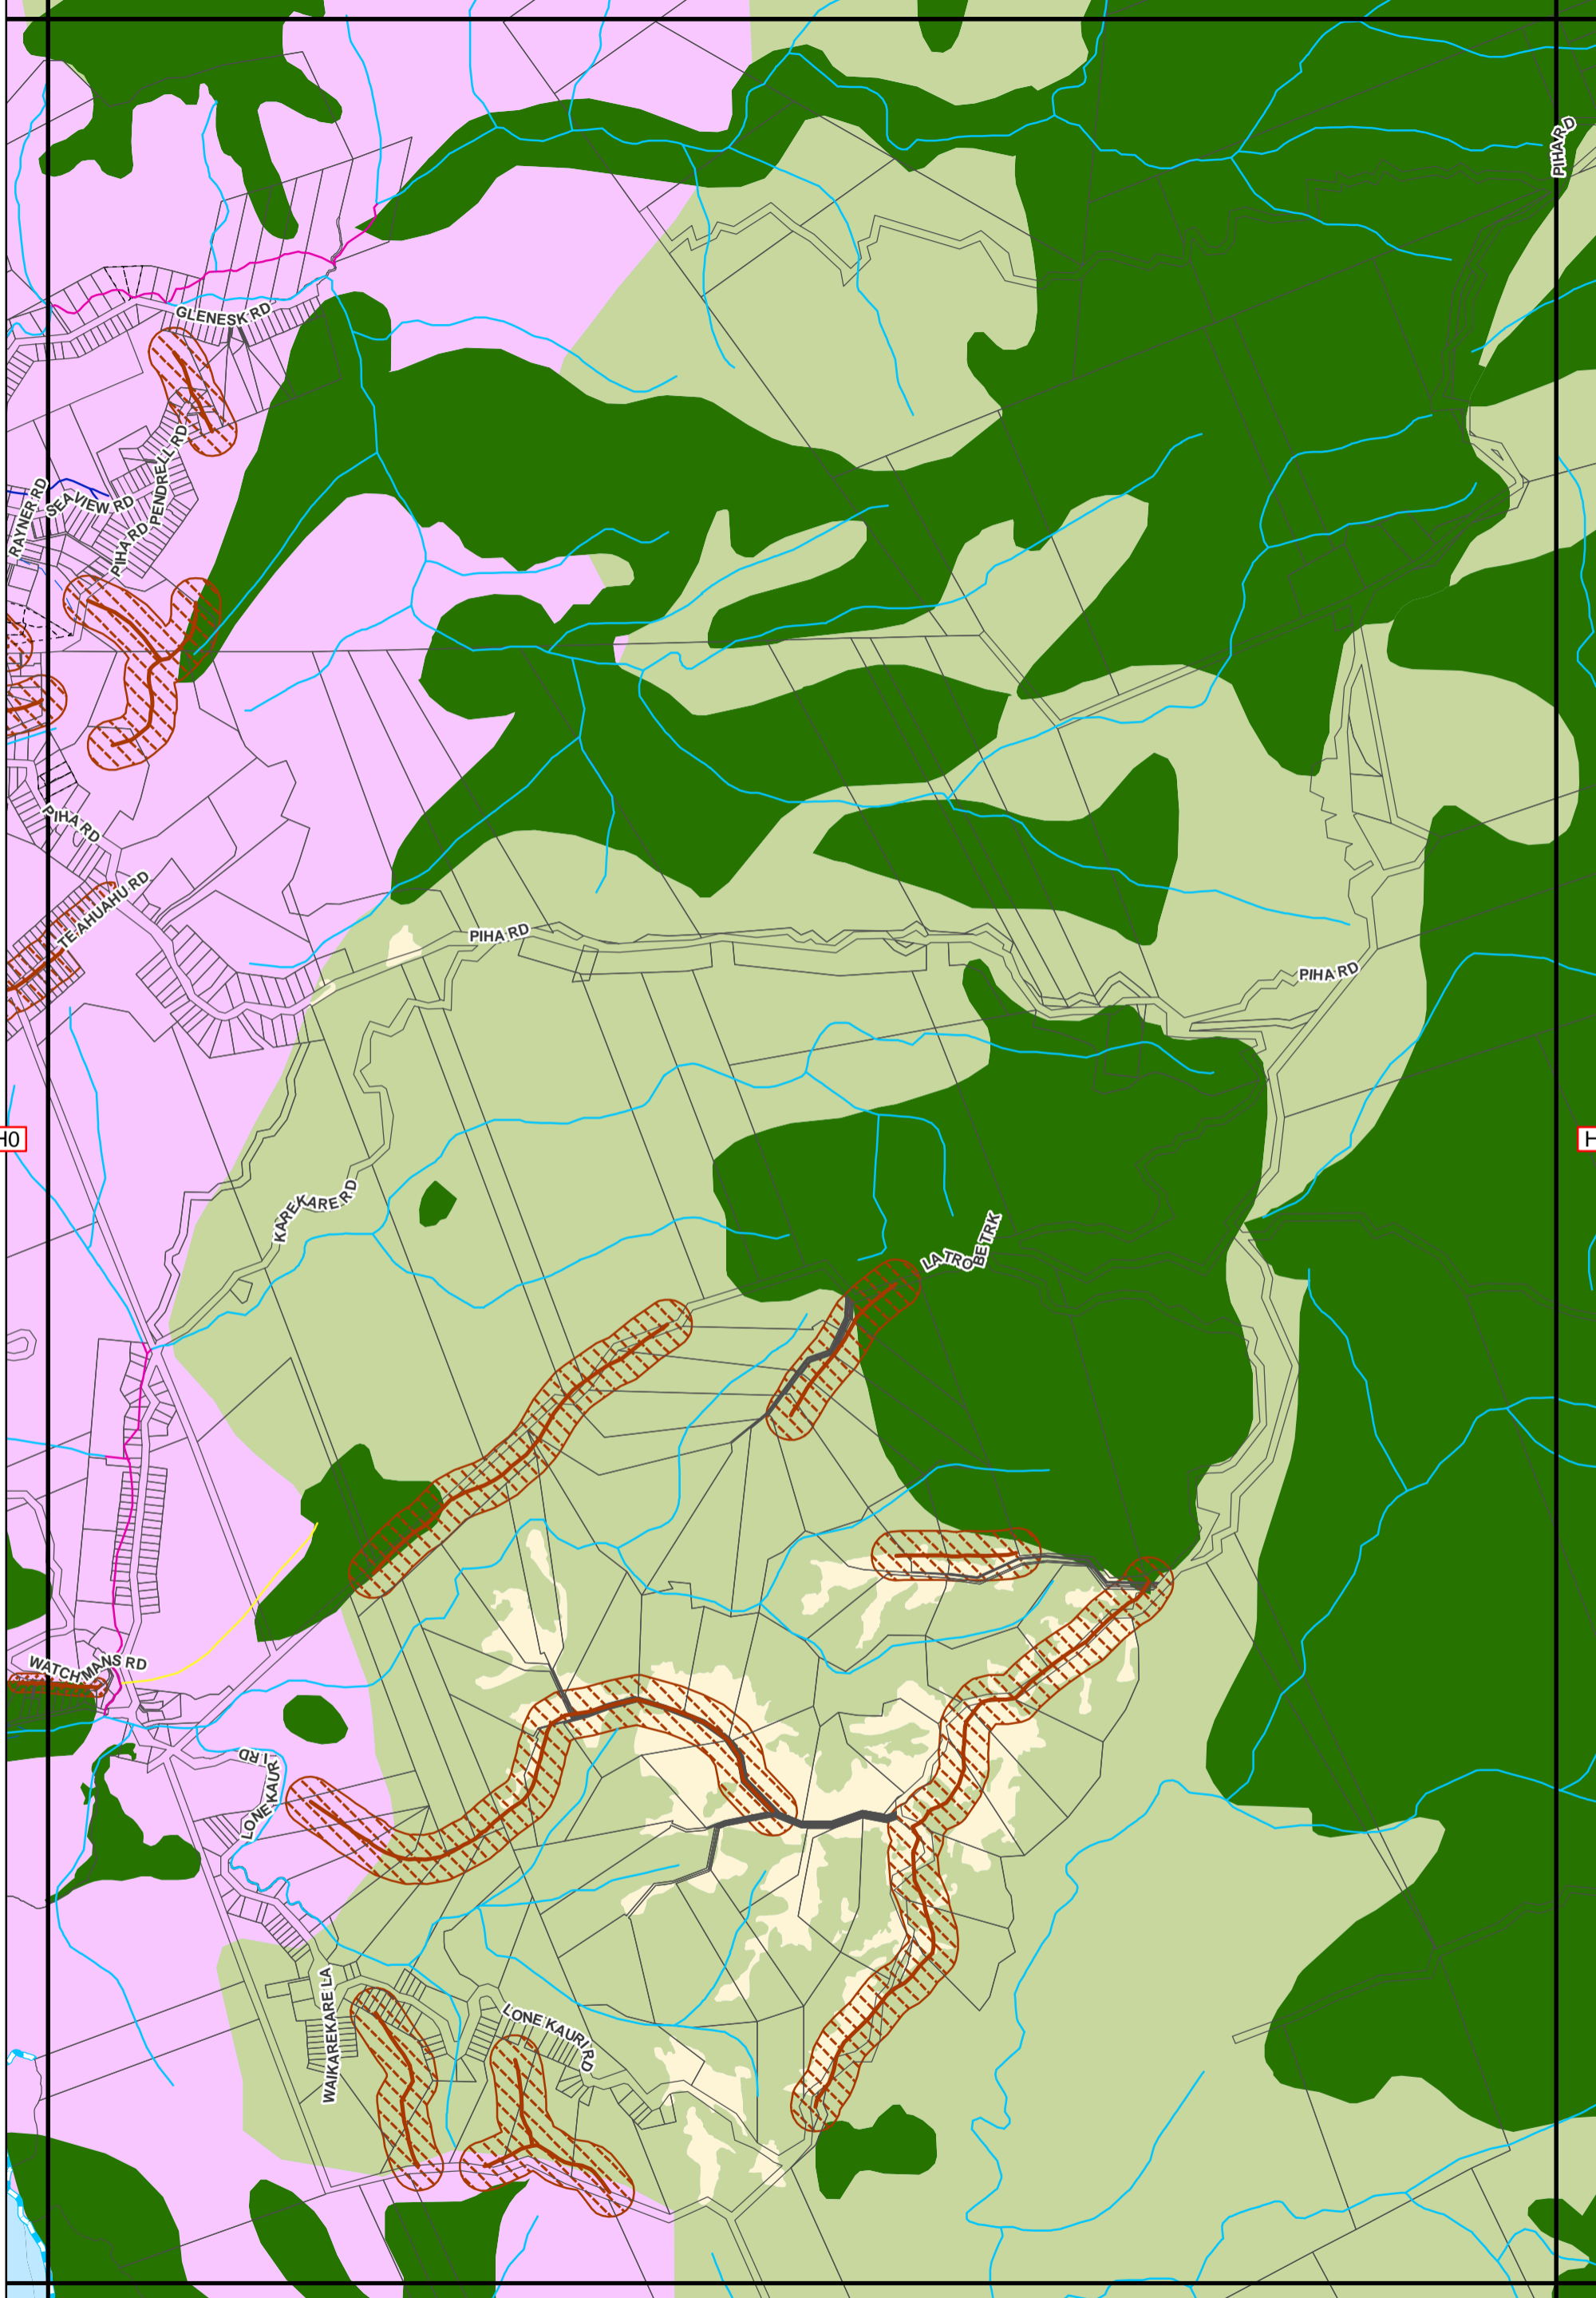 PIHA RD
GLENESK RD
PENDRELL RD
RAYNER RD
SEAVIEW RD
PIHA RD
PIHA RD
TE AHUAHU RD
PIHA RD
PIHA RD
H0
H
KAREKARE RD
LA TROBE TRK
WATCHMANS RD
LONE KAURI RD
WAIKAREKARE LA
LONE KAURI RD